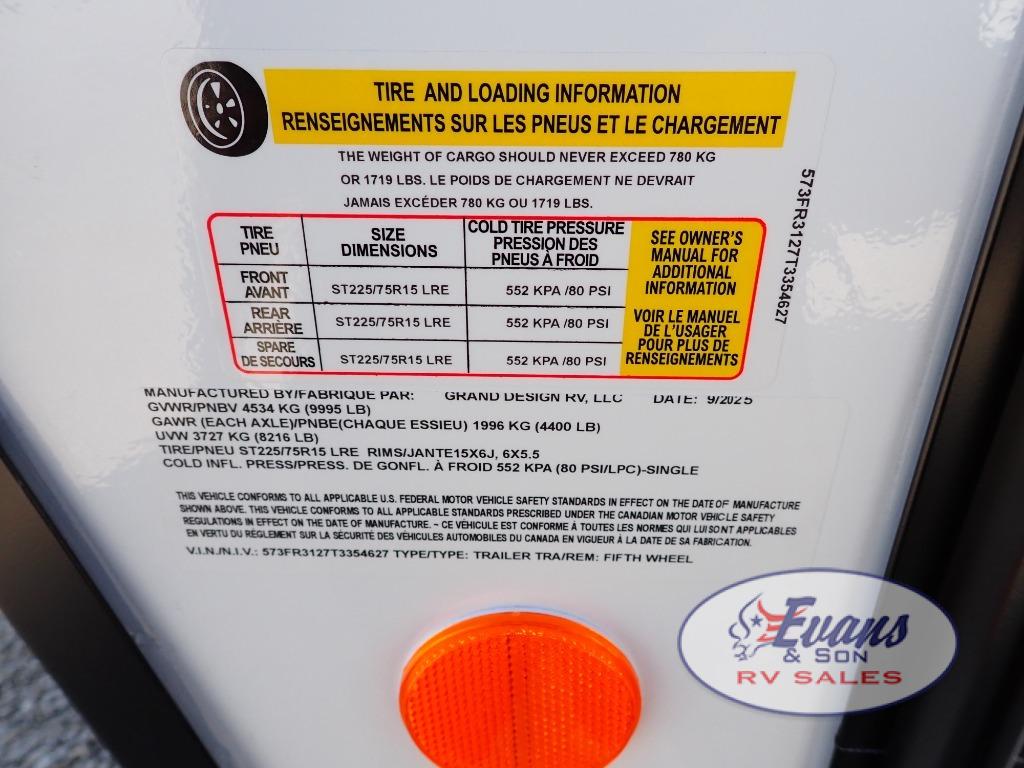 TIRE AND LOADING INFORMATION
RENSEIGNEMENTS SUR LES PNEUS ET LE CHARGEMENT
THE WEIGHT OF CARGO SHOULD NEVER EXCEED 780 KG
OR 1719 LBS. LE POIDS DE CHARGEMENT NE DEVRAIT
JAMAIS EXCÉDER 780 KG OU 1719 LBS.
TIRE
PNEU
SIZE
DIMENSIONS
COLD TIRE PRESSURE
PRESSION DES
PNEUS À FROID
FRONT
AVANT
ST225/75R15 LRE
552 KPA /80 PSI
REAR
ARRIÈRE
ST225/75R15 LRE
552 KPA /80 PSI
SPARE
DE SECOURS
ST225/75R15 LRE
552 KPA /80 PSI
SEE OWNER'S
MANUAL FOR
ADDITIONAL
INFORMATION
VOIR LE MANUEL
DE L'USAGER
POUR PLUS DE
RENSEIGNEMENTS
573FR3127T3354627
MANUFACTURED BY/FABRIQUE PAR: GRAND DESIGN RV, LLC DATE: 9/2025
GVWR/PNBV 4534 KG (9995 LB)
GAWR (EACH AXLE)/PNBE(CHAQUE ESSIEU) 1996 KG (4400 LB)
UVW 3727 KG (8216 LB)
TIRE/PNEU ST225/75R15 LRE RIMS/JANTE15X6J, 6X5.5
COLD INFL. PRESS/PRESS. DE GONFL. À FROID 552 KPA (80 PSI/LPC)-SINGLE
THIS VEHICLE CONFORMS TO ALL APPLICABLE U.S. FEDERAL MOTOR VEHICLE SAFETY STANDARDS IN EFFECT ON THE DATE OF MANUFACTURE
SHOWN ABOVE. THIS VEHICLE CONFORMS TO ALL APPLICABLE STANDARDS PRESCRIBED UNDER THE CANADIAN MOTOR VEHICLE SAFETY
REGULATIONS IN EFFECT ON THE DATE OF MANUFACTURE. - CE VÉHICULE EST CONFORME À TOUTES LES NORMES QUI LUI SONT APPLICABLES
EN VERTU DU RÈGLEMENT SUR LA SÉCURITÉ DES VÉHICULES AUTOMOBILES DU CANADA EN VIGUEUR À LA DATE DE SA FABRICATION.
V.I.N./N.I.V.: 573FR3127T3354627 TYPE/TYPE: TRAILER TRA/REM: FIFTH WHEEL
Evans
& SON
RV SALES